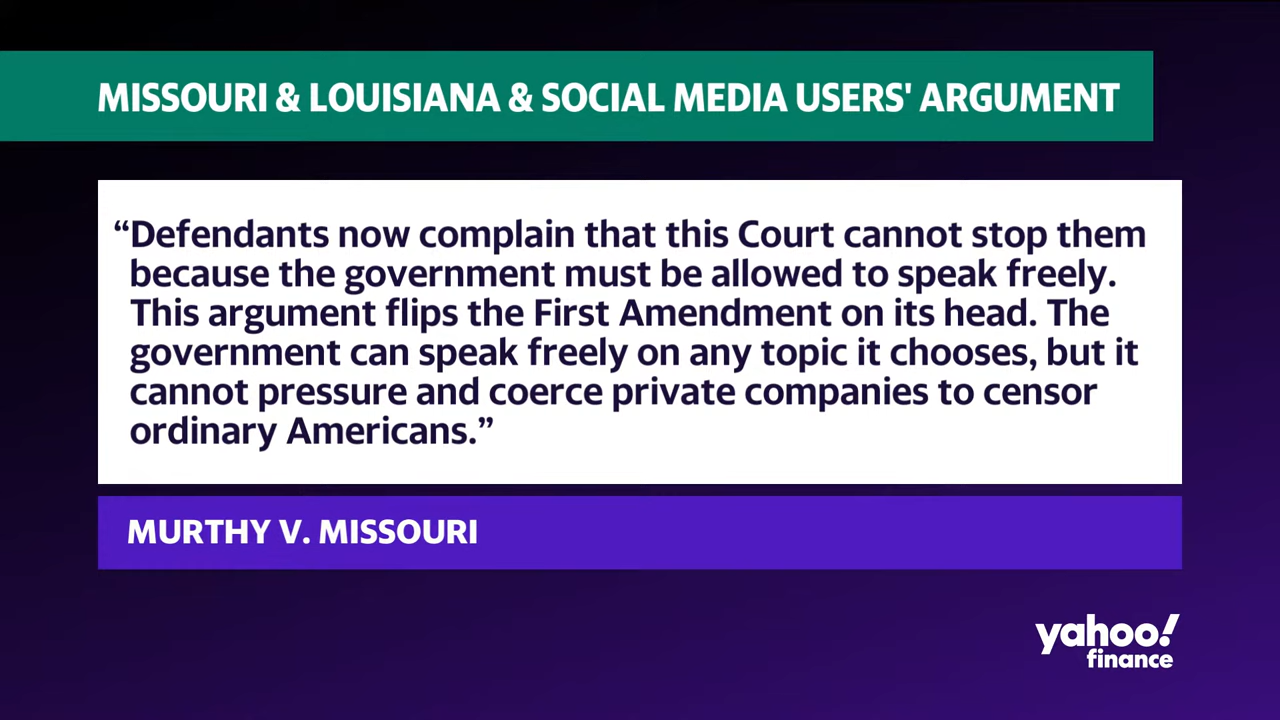 MISSOURI & LOUISIANA & SOCIAL MEDIA USERS' ARGUMENT
“Defendants now complain that this Court cannot stop them
because the government must be allowed to speak freely.
This argument flips the First Amendment on its head. The
government can speak freely on any topic it chooses, but it
cannot pressure and coerce private companies to censor
ordinary Americans.”
MURTHY V. MISSOURI
yahoo!
finance